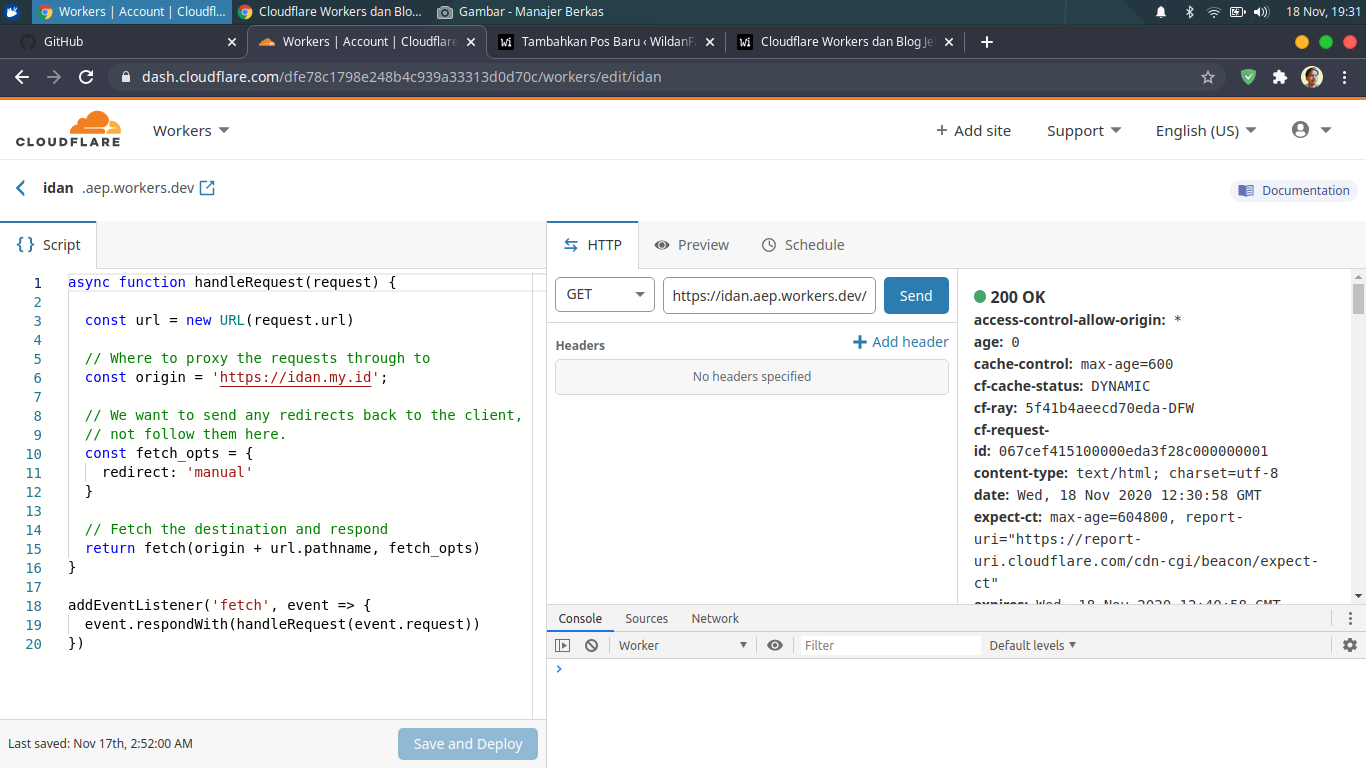 Workers | Account | Cloudfl...
Cloudflare Workers dan Blo...
Gambar - Manajer Berkas
18 Nov, 19:31
GitHub
Workers | Account | Cloudflare
Tambahkan Pos Baru ‹ WildanF
Cloudflare Workers dan Blog Je
dash.cloudflare.com/dfe78c1798e248b4c939a33313d0d70c/workers/edit/idan
CLOUDFLARE
Workers
+ Add site
Support
English (US)
idan .aep.workers.dev
Documentation
{} Script
HTTP
Preview
Schedule
1 async function handleRequest(request) {
2
3 const url = new URL(request.url)
4
5 // Where to proxy the requests through to
6 const origin = 'https://idan.my.id';
7
8 // We want to send any redirects back to the client,
9 // not follow them here.
10 const fetch_opts = {
11 redirect: 'manual'
12 }
13
14 // Fetch the destination and respond
15 return fetch(origin + url.pathname, fetch_opts)
16 }
17
18 addEventListener('fetch', event => {
19 event.respondWith(handleRequest(event.request))
20 })
Last saved: Nov 17th, 2:52:00 AM
Save and Deploy
GET
https://idan.aep.workers.dev/
Send
Headers
+ Add header
No headers specified
200 OK
access-control-allow-origin: *
age: 0
cache-control: max-age=600
cf-cache-status: DYNAMIC
cf-ray: 5f41b4aeecd70eda-DFW
cf-request-
id: 067cef415100000eda3f28c000000001
content-type: text/html; charset=utf-8
date: Wed, 18 Nov 2020 12:30:58 GMT
expect-ct: max-age=604800, report-
uri="https://report-
uri.cloudflare.com/cdn-cgi/beacon/expect-
ct"
expires: Wed, 18 Nov 2020 12:40:58 GMT
Console
Sources
Network
Worker
Filter
Default levels